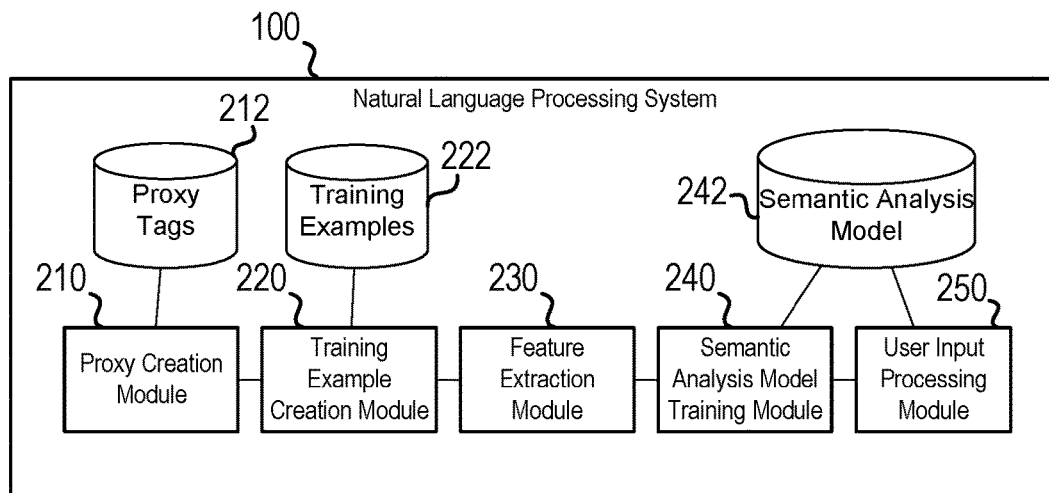 100
Natural Language Processing System
212
Proxy
Tags
222
Training
Examples
242
Semantic Analysis
Model
210
Proxy Creation
Module
220
Training
Example
Creation Module
230
Feature
Extraction
Module
240
Semantic
Analysis Model
Training Module
250
User Input
Processing
Module